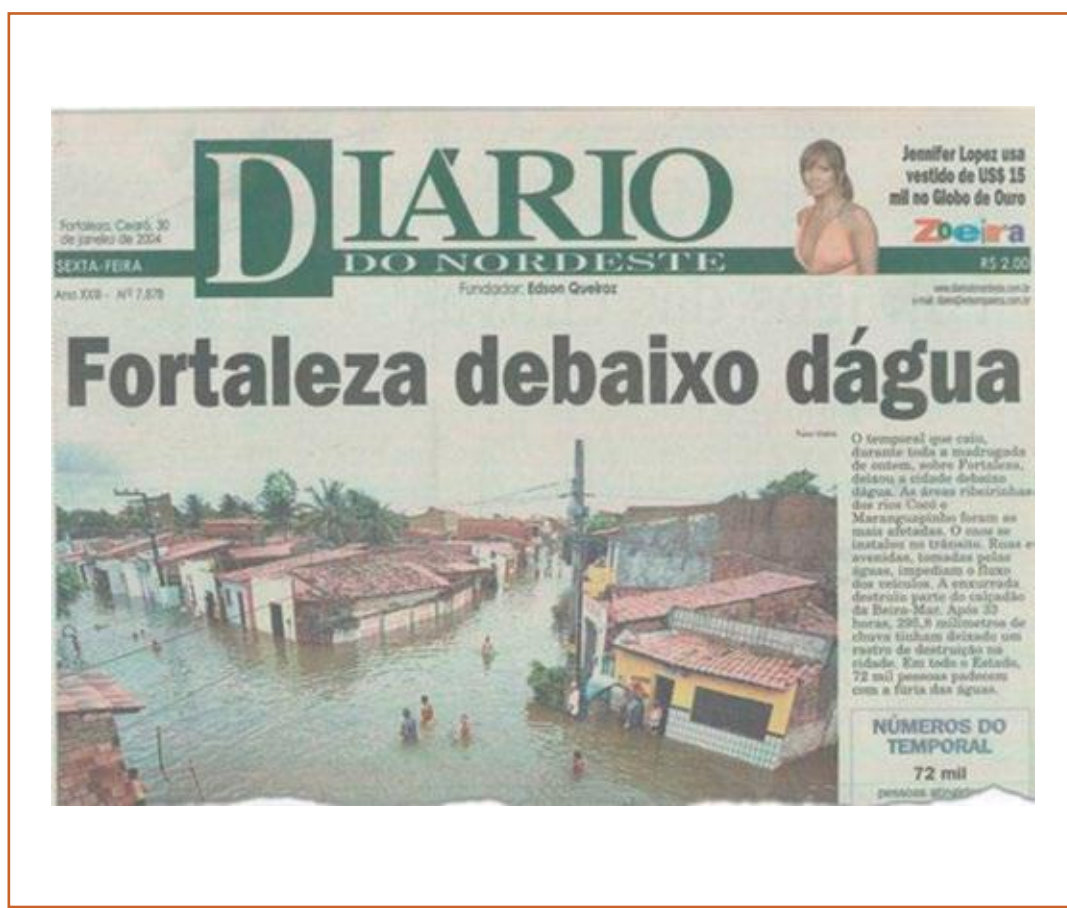 DIÁRIO
DO NORDESTE
Fortaleza, Ceará, 30
de janeiro de 2004
SEXTA-FEIRA
Ano XXIII - Nº 7.878
Fundador: Edson Queiroz
Jennifer Lopez usa
vestido de US$ 15
mil no Globo de Ouro
Zoeira
R$ 2,00
Fortaleza debaixo dágua
O temporal que caiu,
durante toda a madrugada
de ontem, sobre Fortaleza,
deixou a cidade debaixo
dágua. As áreas ribeirinhas
dos rios Cocó e
Maranguapinho foram as
mais afetadas. O caos se
instalou no trânsito. Ruas e
avenidas, tomadas pelas
águas, impediam o fluxo
dos veículos. A enxurrada
destruiu parte do calçadão
da Beira-Mar. Após 33
horas, 295,8 milímetros de
chuva tinham deixado um
rastro de destruição na
cidade. Em todo o Estado,
72 mil pessoas padecem
com a fúria das águas.
NÚMEROS DO
TEMPORAL
72 mil
pessoas